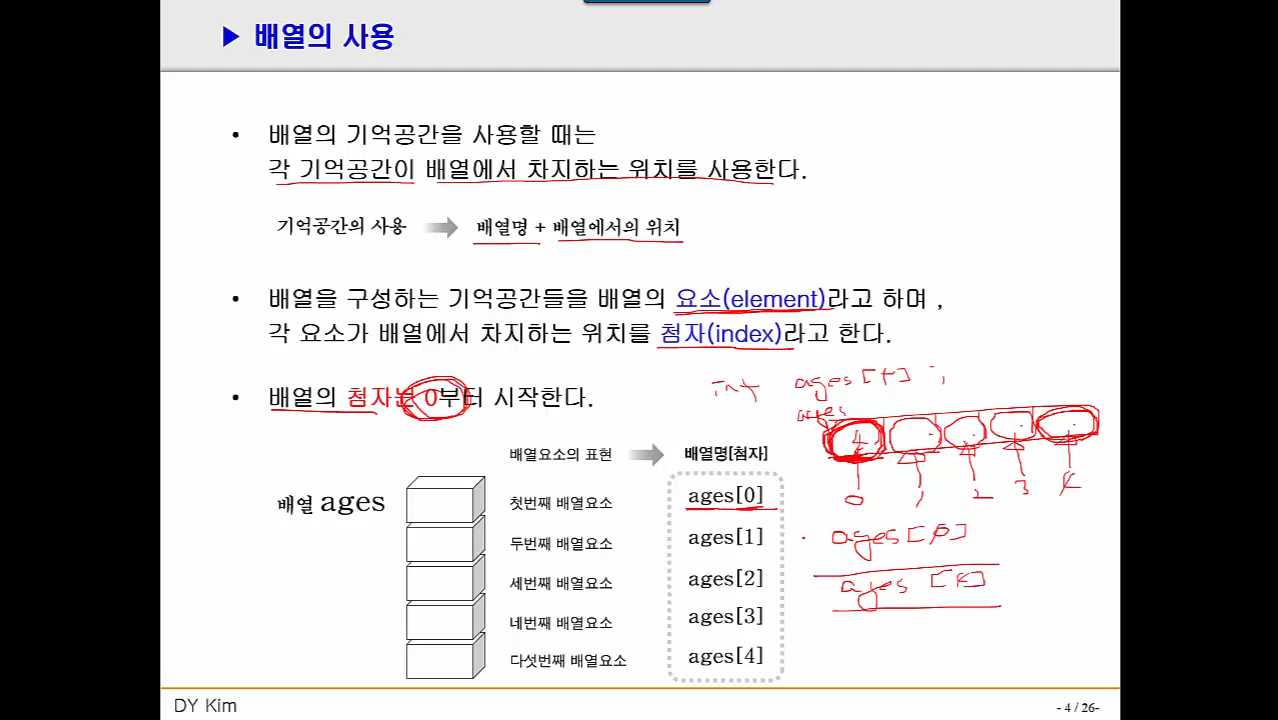 ▶ 배열의 사용
• 배열의 기억공간을 사용할 때는
각 기억공간이 배열에서 차지하는 위치를 사용한다.
기억공간의 사용 배열명 + 배열에서의 위치
• 배열을 구성하는 기억공간들을 배열의 요소(element)라고 하며 ,
각 요소가 배열에서 차지하는 위치를 첨자(index)라고 한다.
• 배열의 첨자는 0부터 시작한다.
int ages
ages
0 1 2 3 4
배열요소의 표현 배열명[첨자]
배열 ages
첫번째 배열요소 ages[0]
두번째 배열요소 ages[1]
세번째 배열요소 ages[2]
네번째 배열요소 ages[3]
다섯번째 배열요소 ages[4]
ages[0]
ages[4]
DY Kim
- 4 / 26-